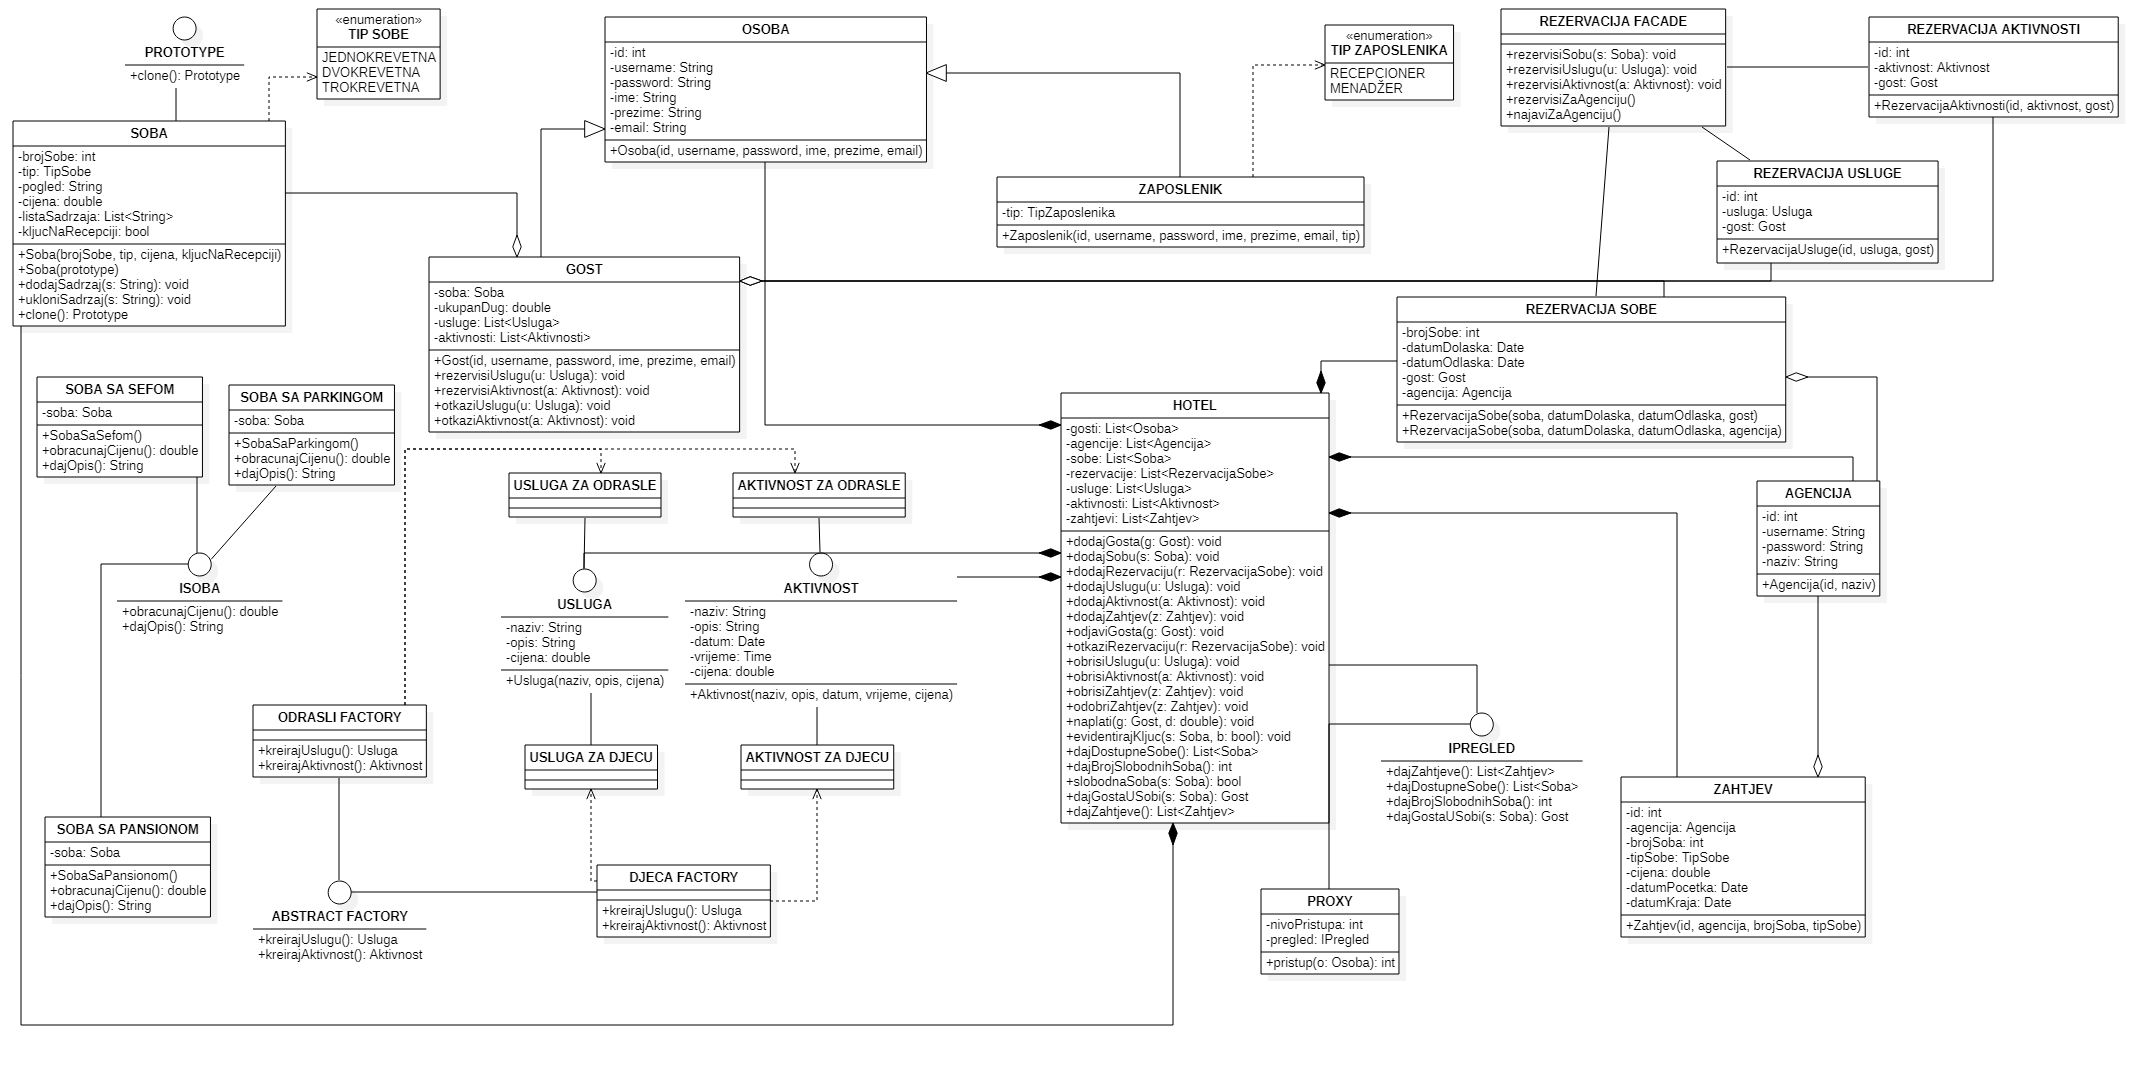 PROTOTYPE
+clone(): Prototype
«enumeration»
TIP SOBE
JEDNOKREVETNA
DVOKREVETNA
TROKREVETNA
SOBA
-brojSobe: int
-tip: TipSobe
-pogled: String
-cijena: double
-listaSadrzaja: List<String>
-kljucNaRecepciji: bool
+Soba(brojSobe, tip, cijena, kljucNaRecepciji)
+Soba(prototype)
+dodajSadrzaj(s: String): void
+ukloniSadrzaj(s: String): void
+clone(): Prototype
OSOBA
-id: int
-username: String
-password: String
-ime: String
-prezime: String
-email: String
+Osoba(id, username, password, ime, prezime, email)
«enumeration»
TIP ZAPOSLENIKA
RECEPCIONER
MENADŽER
ZAPOSLENIK
-tip: TipZaposlenika
+Zaposlenik(id, username, password, ime, prezime, email, tip)
REZERVACIJA FACADE
+rezervisiSobu(s: Soba): void
+rezervisiUslugu(u: Usluga): void
+rezervisiAktivnost(a: Aktivnost): void
+rezervisiZaAgenciju()
+najaviZaAgenciju()
REZERVACIJA AKTIVNOSTI
-id: int
-aktivnost: Aktivnost
-gost: Gost
+RezervacijaAktivnosti(id, aktivnost, gost)
REZERVACIJA USLUGE
-id: int
-usluga: Usluga
-gost: Gost
+RezervacijaUsluge(id, usluga, gost)
GOST
-soba: Soba
-ukupanDug: double
-usluge: List<Usluga>
-aktivnosti: List<Aktivnosti>
+Gost(id, username, password, ime, prezime, email)
+rezervisiUslugu(u: Usluga): void
+rezervisiAktivnost(a: Aktivnost): void
+otkaziUslugu(u: Usluga): void
+otkaziAktivnost(a: Aktivnost): void
REZERVACIJA SOBE
-brojSobe: int
-datumDolaska: Date
-datumOdlaska: Date
-gost: Gost
-agencija: Agencija
+RezervacijaSobe(soba, datumDolaska, datumOdlaska, gost)
+RezervacijaSobe(soba, datumDolaska, datumOdlaska, agencija)
SOBA SA SEFOM
-soba: Soba
+SobaSaSefom()
+obracunajCijenu(): double
+dajOpis(): String
SOBA SA PARKINGOM
-soba: Soba
+SobaSaParkingom()
+obracunajCijenu(): double
+dajOpis(): String
ISOBA
+obracunajCijenu(): double
+dajOpis(): String
USLUGA ZA ODRASLE
AKTIVNOST ZA ODRASLE
USLUGA
-naziv: String
-opis: String
-cijena: double
+Usluga(naziv, opis, cijena)
AKTIVNOST
-naziv: String
-opis: String
-datum: Date
-vrijeme: Time
-cijena: double
+Aktivnost(naziv, opis, datum, vrijeme, cijena)
HOTEL
-gosti: List<Osoba>
-agencije: List<Agencija>
-sobe: List<Soba>
-rezervacije: List<RezervacijaSobe>
-usluge: List<Usluga>
-aktivnosti: List<Aktivnost>
-zahtjevi: List<Zahtjev>
+dodajGosta(g: Gost): void
+dodajSobu(s: Soba): void
+dodajRezervaciju(r: RezervacijaSobe): void
+dodajUslugu(u: Usluga): void
+dodajAktivnost(a: Aktivnost): void
+dodajZahtjev(z: Zahtjev): void
+odjaviGosta(g: Gost): void
+otkaziRezervaciju(r: RezervacijaSobe): void
+obrisiUslugu(u: Usluga): void
+obrisiAktivnost(a: Aktivnost): void
+obrisiZahtjev(z: Zahtjev): void
+odobriZahtjev(z: Zahtjev): void
+naplati(g: Gost, d: double): void
+evidentirajKljuc(s: Soba, b: bool): void
+dajDostupneSobe(): List<Soba>
+dajBrojSlobodnihSoba(): int
+slobodnaSoba(s: Soba): bool
+dajGostaUSobi(s: Soba): Gost
+dajZahtjeve(): List<Zahtjev>
AGENCIJA
-id: int
-username: String
-password: String
-naziv: String
+Agencija(id, naziv)
ODRASLI FACTORY
+kreirajUslugu(): Usluga
+kreirajAktivnost(): Aktivnost
USLUGA ZA DJECU
AKTIVNOST ZA DJECU
IPREGLED
+dajZahtjeve(): List<Zahtjev>
+dajDostupneSobe(): List<Soba>
+dajBrojSlobodnihSoba(): int
+dajGostaUSobi(s: Soba): Gost
ZAHTJEV
-id: int
-agencija: Agencija
-brojSoba: int
-tipSobe: TipSobe
-cijena: double
-datumPocetka: Date
-datumKraja: Date
+Zahtjev(id, agencija, brojSoba, tipSobe)
SOBA SA PANSIONOM
-soba: Soba
+SobaSaPansionom()
+obracunajCijenu(): double
+dajOpis(): String
ABSTRACT FACTORY
+kreirajUslugu(): Usluga
+kreirajAktivnost(): Aktivnost
DJECA FACTORY
+kreirajUslugu(): Usluga
+kreirajAktivnost(): Aktivnost
PROXY
-nivoPristupa: int
-pregled: IPregled
+pristup(o: Osoba): int